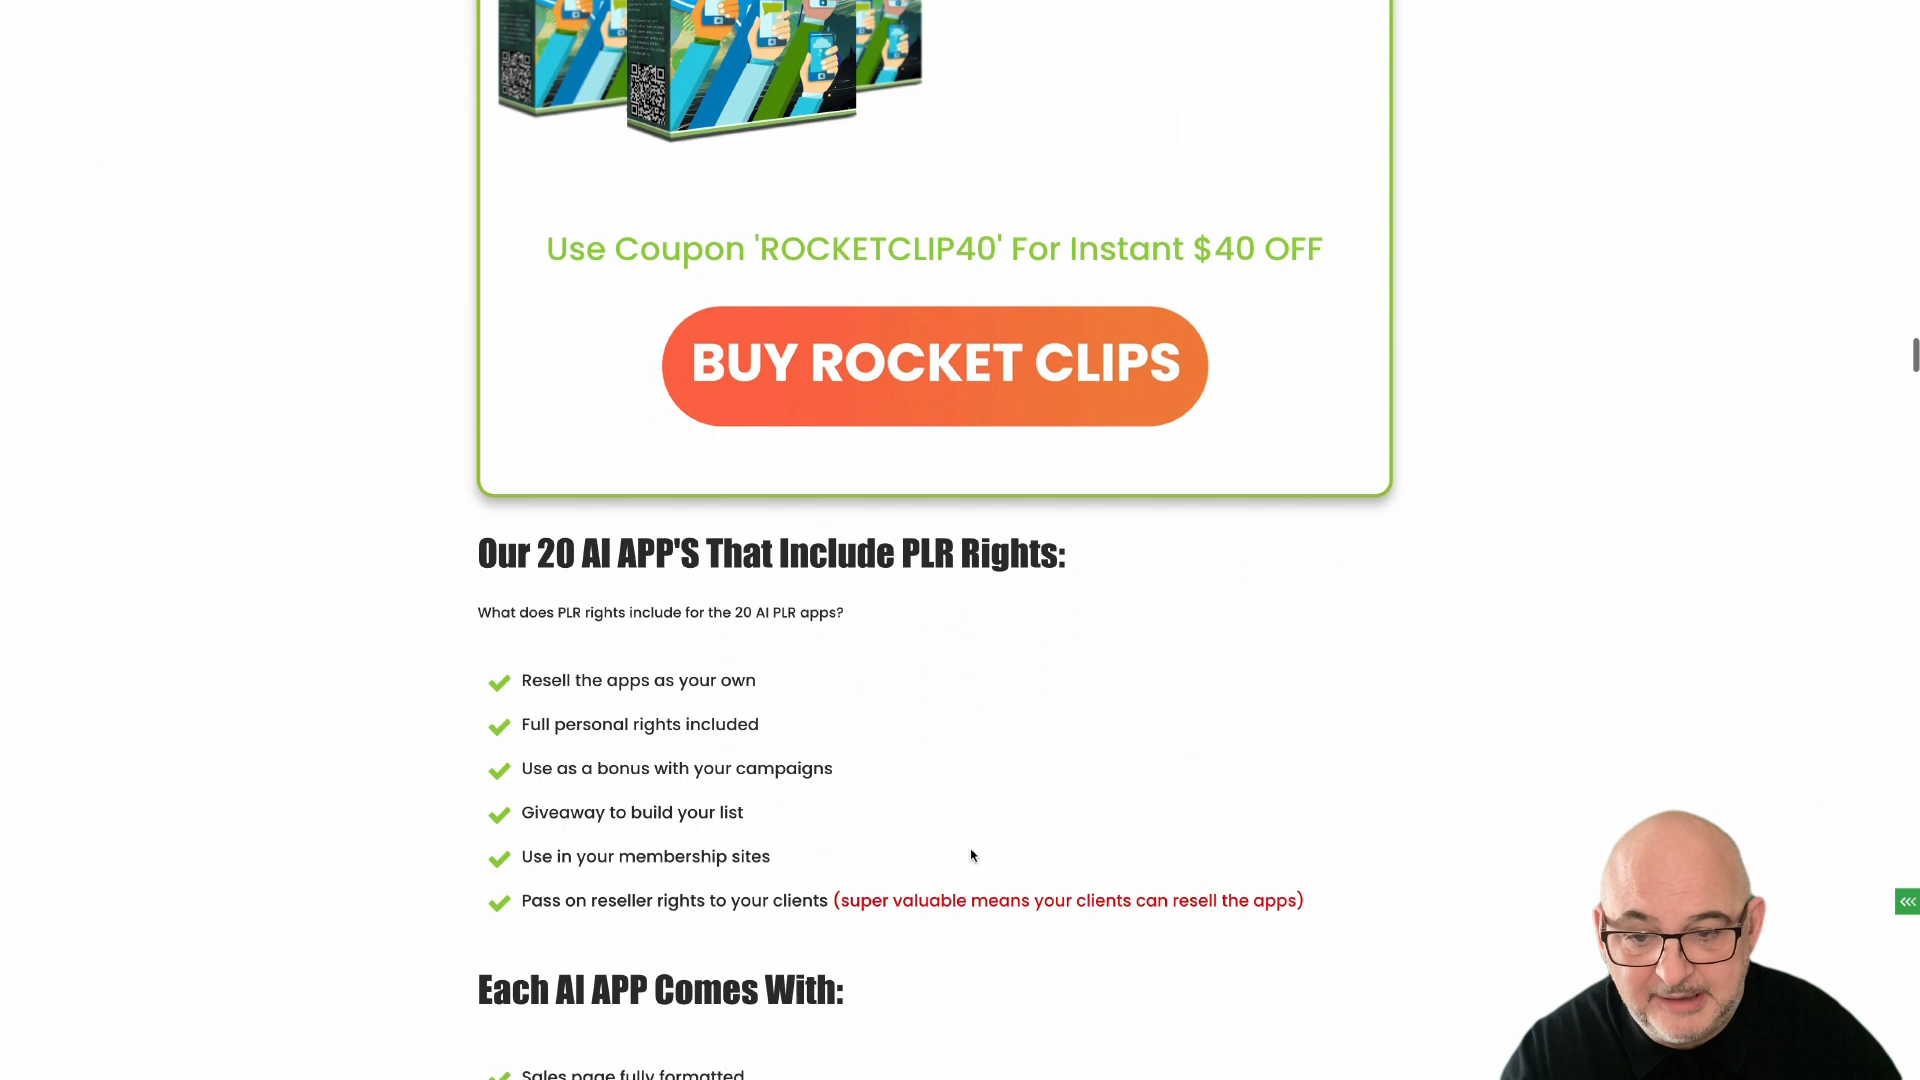 Use Coupon 'ROCKETCLIP40' For Instant $40 OFF
BUY ROCKET CLIPS
Our 20 AI APP'S That Include PLR Rights:
What does PLR rights include for the 20 AI PLR apps?
Resell the apps as your own
Full personal rights included
Use as a bonus with your campaigns
Giveaway to build your list
Use in your membership sites
Pass on reseller rights to your clients (super valuable means your clients can resell the apps)
Each AI APP Comes With:
Sales page fully formatted